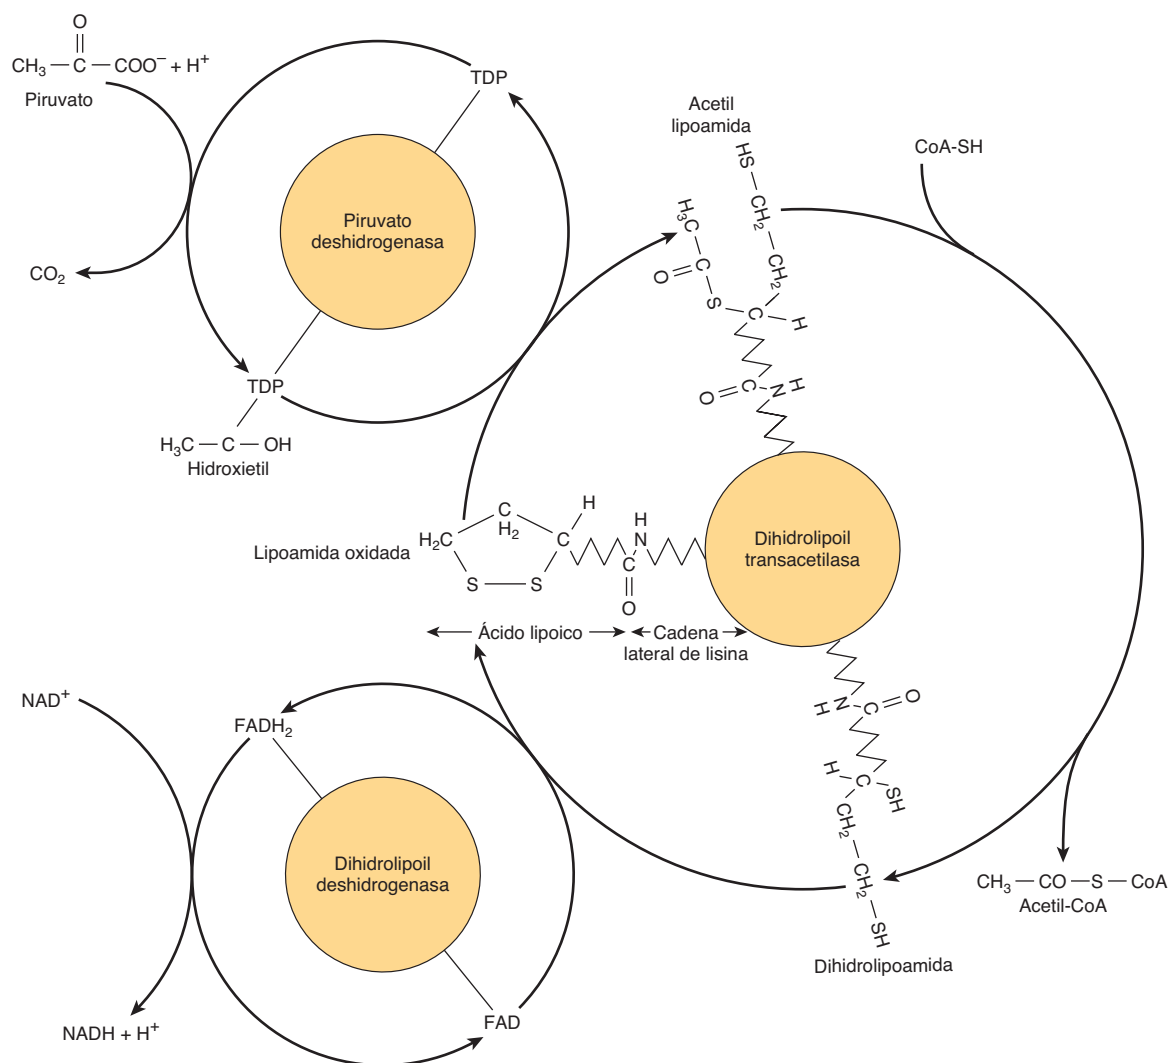 O
CH₃ — C — COO⁻ + H⁺
Piruvato
TDP
Piruvato
deshidrogenasa
CO₂
TDP
H₃C — C — OH
Hidroxietil
Acetil
lipoamida
HS
CH₂
CH₂
H₃C
C
O
S
C
H
O
C
N
H
CoA-SH
Lipoamida oxidada
H₂C
C
H₂
H
C
S
S
H
N
C
O
Dihidrolipoil
transacetilasa
Ácido lipoico
Cadena
lateral de lisina
H
N
C
O
H
C
SH
CH₂
CH₂
SH
Dihidrolipoamida
CH₃ — CO — S — CoA
Acetil-CoA
NAD⁺
FADH₂
Dihidrolipoil
deshidrogenasa
FAD
NADH + H⁺